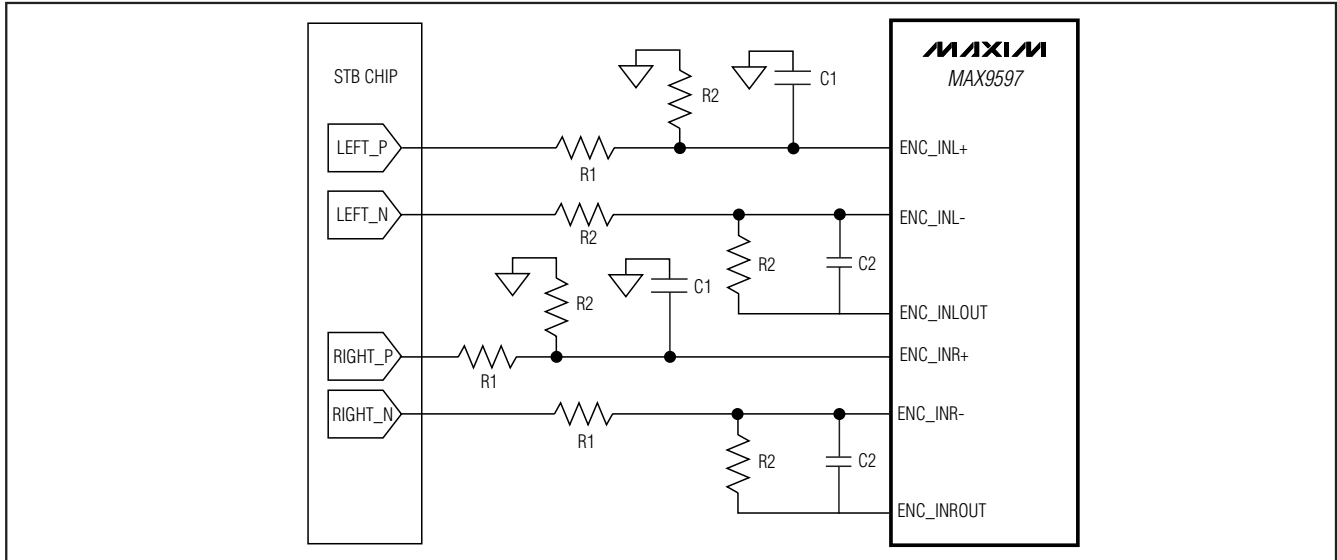 MAXIM
MAX9597
STB CHIP
R2
C1
LEFT_P
R1
ENC_INL+
LEFT_N
R2
ENC_INL-
R2
C2
R2
C1
ENC_INLOUT
RIGHT_P
R1
ENC_INR+
RIGHT_N
R1
ENC_INR-
R2
C2
ENC_INROUT